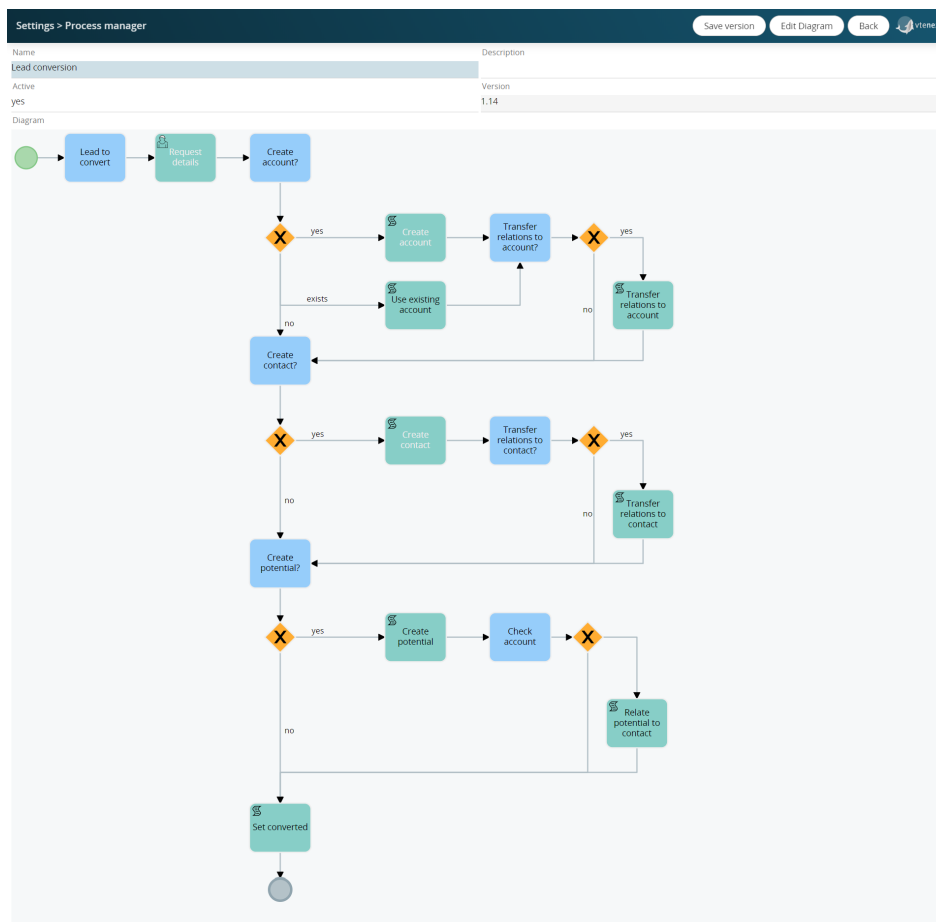 Settings > Process manager
Save version
Edit Diagram
Back
vtene
Name
Description
Lead conversion
Active
Version
yes
1.14
Diagram
Lead to
convert
Request
details
Create
account?
yes
Create
account
Transfer
relations to
account?
yes
exists
Use existing
account
no
Transfer
relations to
account
no
Create
contact?
yes
Create
contact
Transfer
relations to
contact?
yes
no
no
Transfer
relations to
contact
Create
potential?
yes
Create
potential
Check
account
Relate
potential to
contact
no
Set converted